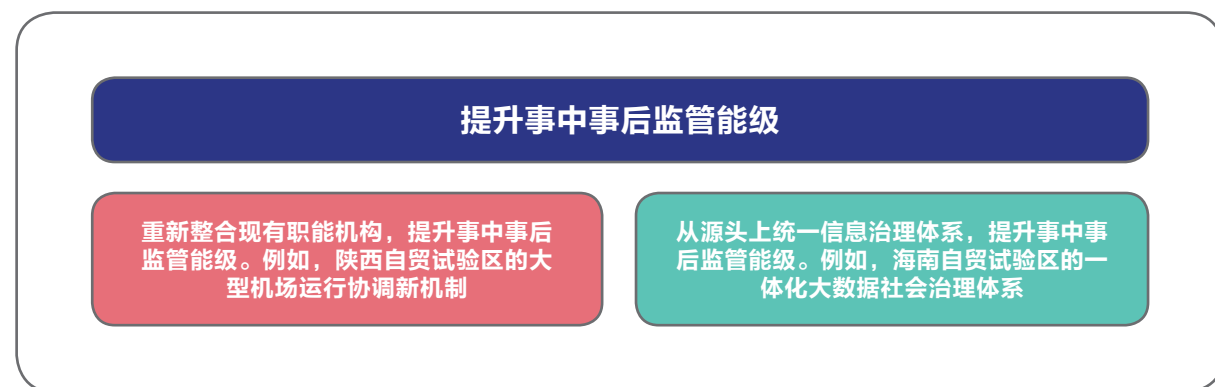 提升事中事后监管能级
重新整合现有职能机构，提升事中事后
监管能级。例如，陕西自贸试验区的大
型机场运行协调新机制
从源头上统一信息治理体系，提升事中事
后监管能级。例如，海南自贸试验区的一
体化大数据社会治理体系